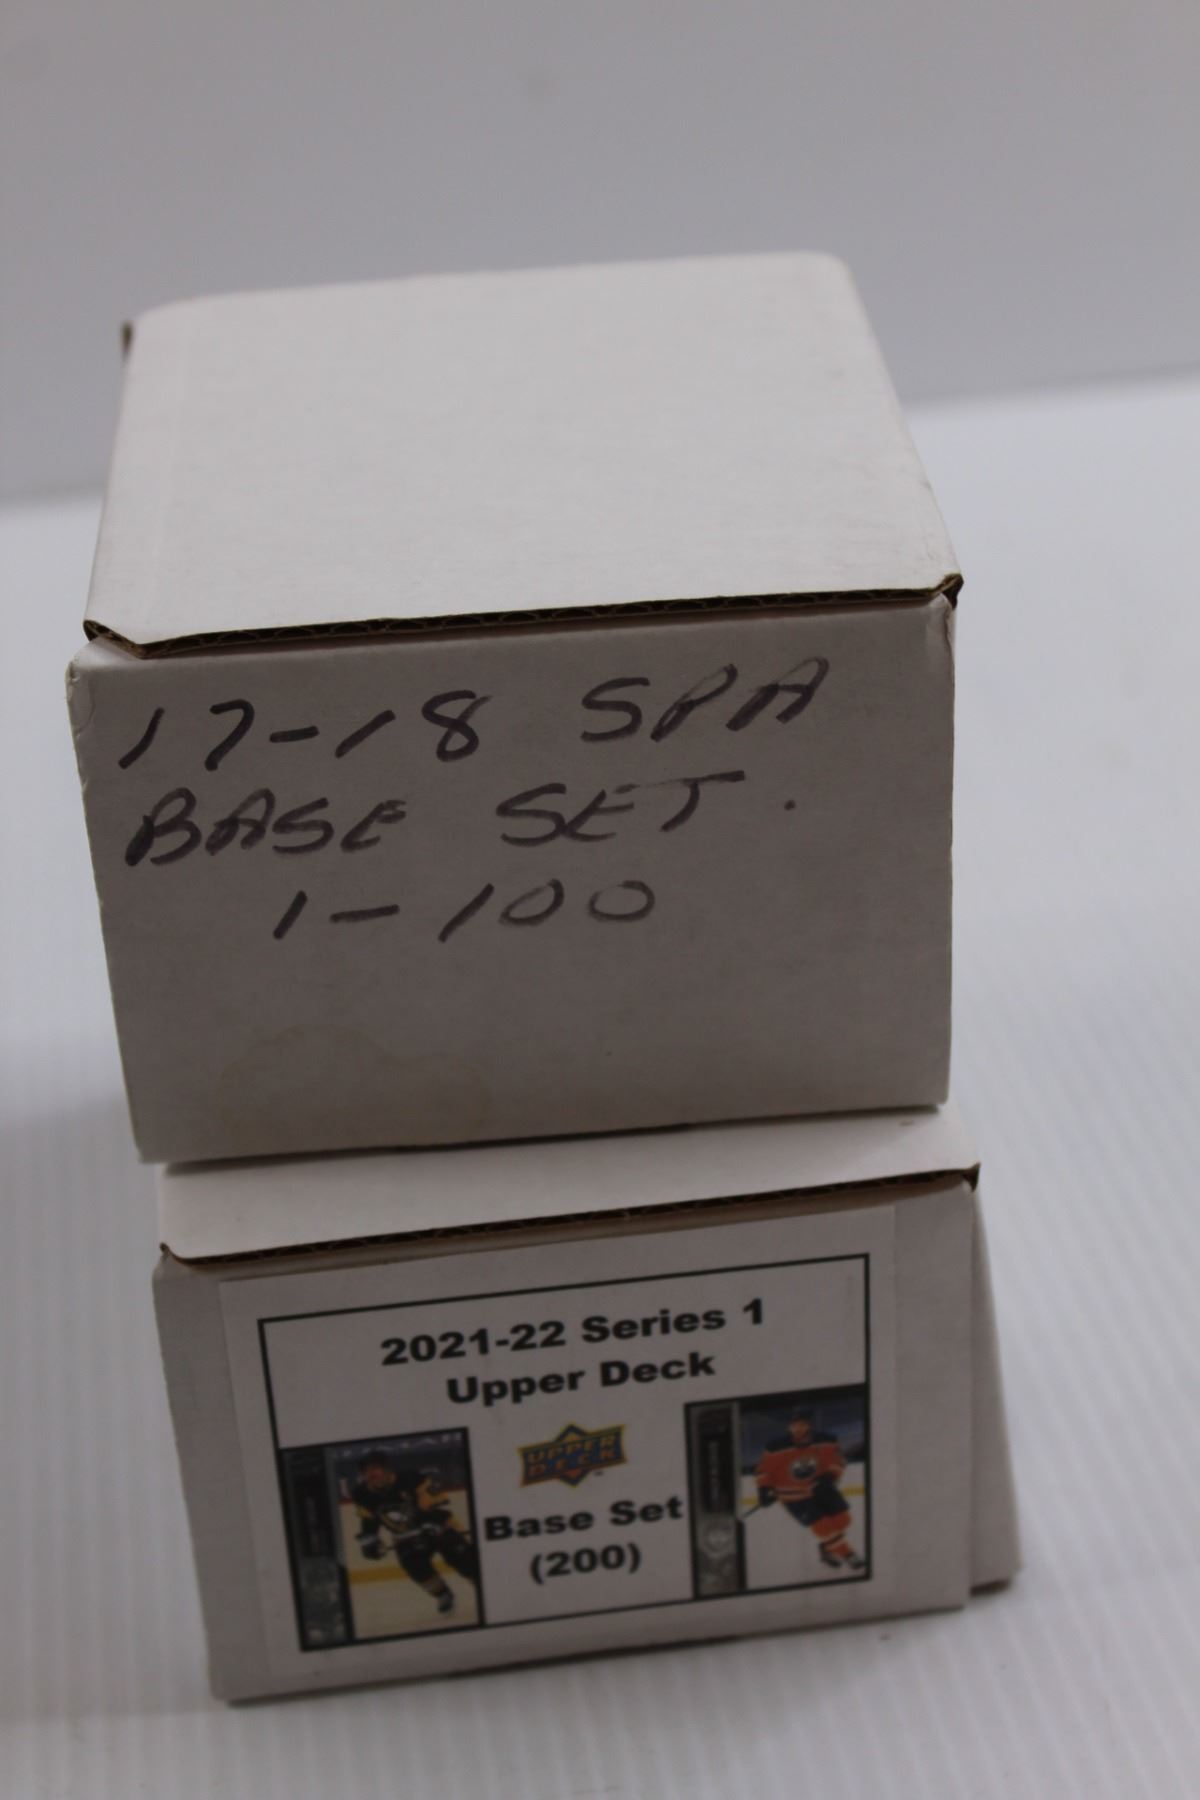 17-18 SPA
BASE SET.
1-100
2021-22 Series 1
Upper Deck
UPPER
DECK
Base Set
(200)